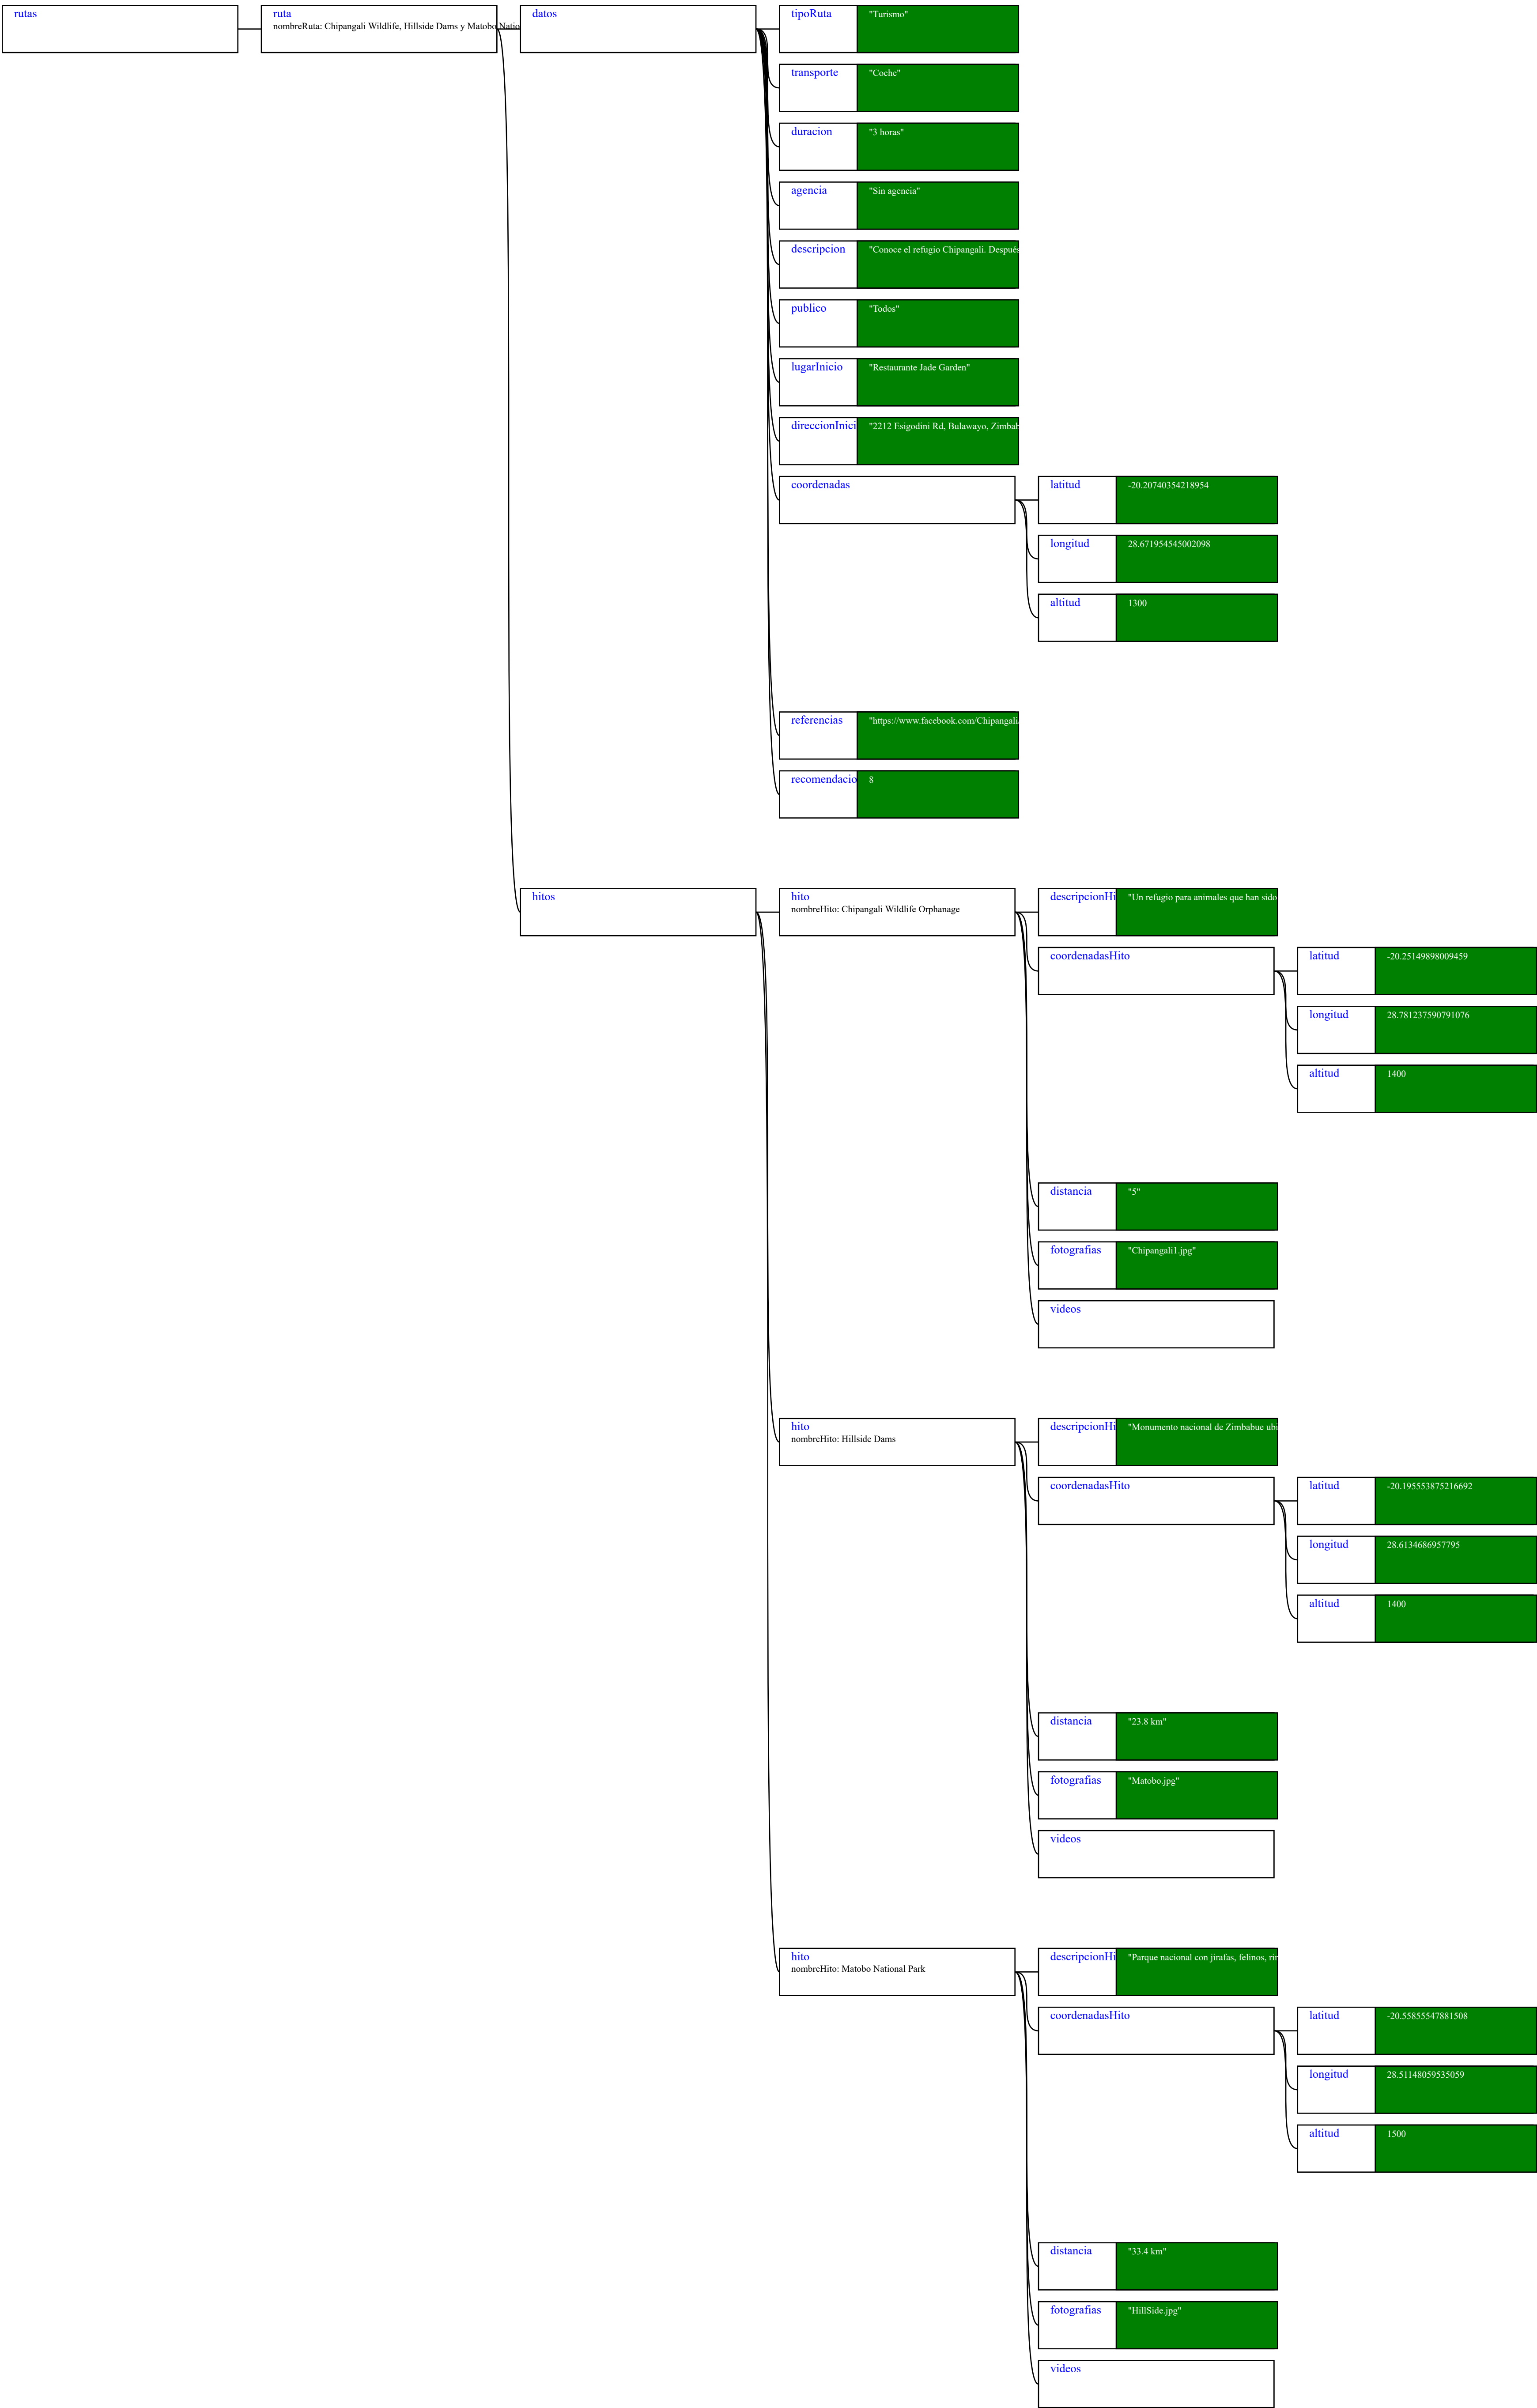 rutas
ruta
nombreRuta: Chipangali Wildlife, Hillside Dams y Matobo Natio
datos
tipoRuta "Turismo"
transporte "Coche"
duracion "3 horas"
agencia "Sin agencia"
descripcion "Conoce el refugio Chipangali. Despuès
publico "Todos"
lugarInicio "Restaurante Jade Garden"
direccionInici "2212 Esigodini Rd, Bulawayo, Zimbab
coordenadas
latitud -20.20740354218954
longitud 28.671954545002098
altitud 1300
referencias "https://www.facebook.com/Chipangali
recomendacio 8
hitos
hito
nombreHito: Chipangali Wildlife Orphanage
descripcionHi "Un refugio para animales que han sido
coordenadasHito
latitud -20.25149898009459
longitud 28.781237590791076
altitud 1400
distancia "5"
fotografias "Chipangali1.jpg"
videos
hito
nombreHito: Hillside Dams
descripcionHi "Monumento nacional de Zimbabue ubi
coordenadasHito
latitud -20.195553875216692
longitud 28.6134686957795
altitud 1400
distancia "23.8 km"
fotografias "Matobo.jpg"
videos
hito
nombreHito: Matobo National Park
descripcionHi "Parque nacional con jirafas, felinos, rin
coordenadasHito
latitud -20.55855547881508
longitud 28.51148059535059
altitud 1500
distancia "33.4 km"
fotografias "HillSide.jpg"
videos